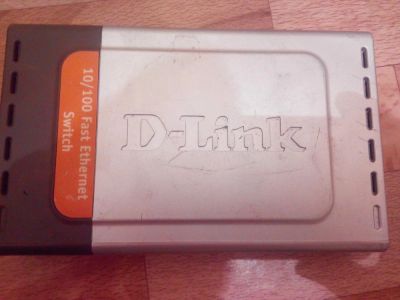 10/100 Fast Ethernet
Switch
D-Link